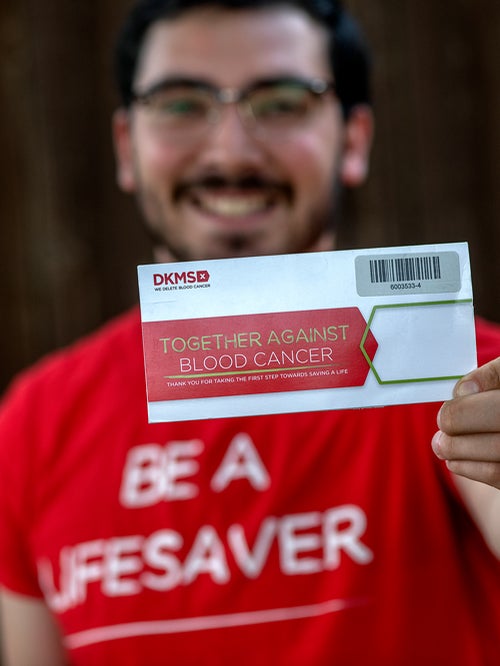 DKMS
WE DELETE BLOOD CANCER
6003533-4
TOGETHER AGAINST
BLOOD CANCER
THANK YOU FOR TAKING THE FIRST STEP TOWARDS SAVING A LIFE
BE A
LIFESAVER